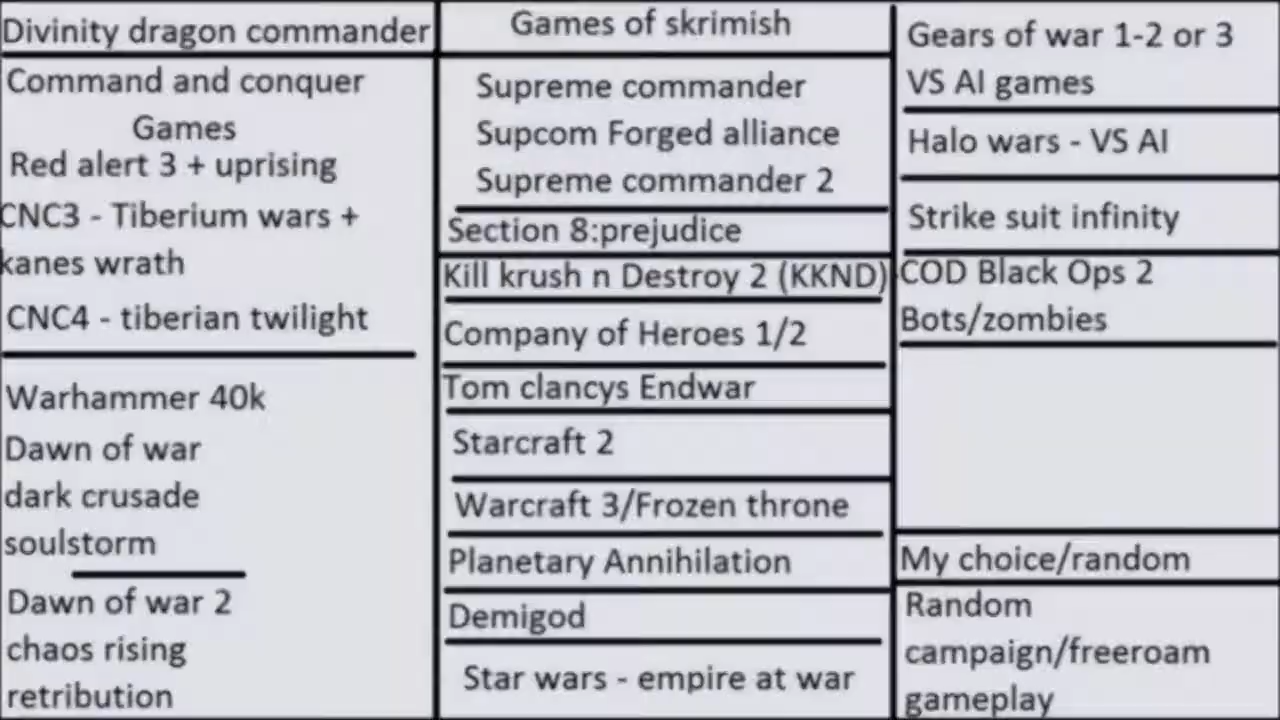 Divinity dragon commander
Command and conquer
Games
Red alert 3 + uprising
CNC3 - Tiberium wars +
kanes wrath
CNC4 - tiberian twilight
Warhammer 40k
Dawn of war
dark crusade
soulstorm
Dawn of war 2
chaos rising
retribution
Games of skrimish
Supreme commander
Supcom Forged alliance
Supreme commander 2
Section 8:prejudice
Kill krush n Destroy 2 (KKND)
Company of Heroes 1/2
Tom clancys Endwar
Starcraft 2
Warcraft 3/Frozen throne
Planetary Annihilation
Demigod
Star wars - empire at war
Gears of war 1-2 or 3
VS AI games
Halo wars - VS AI
Strike suit infinity
COD Black Ops 2
Bots/zombies
My choice/random
Random
campaign/freeroam
gameplay